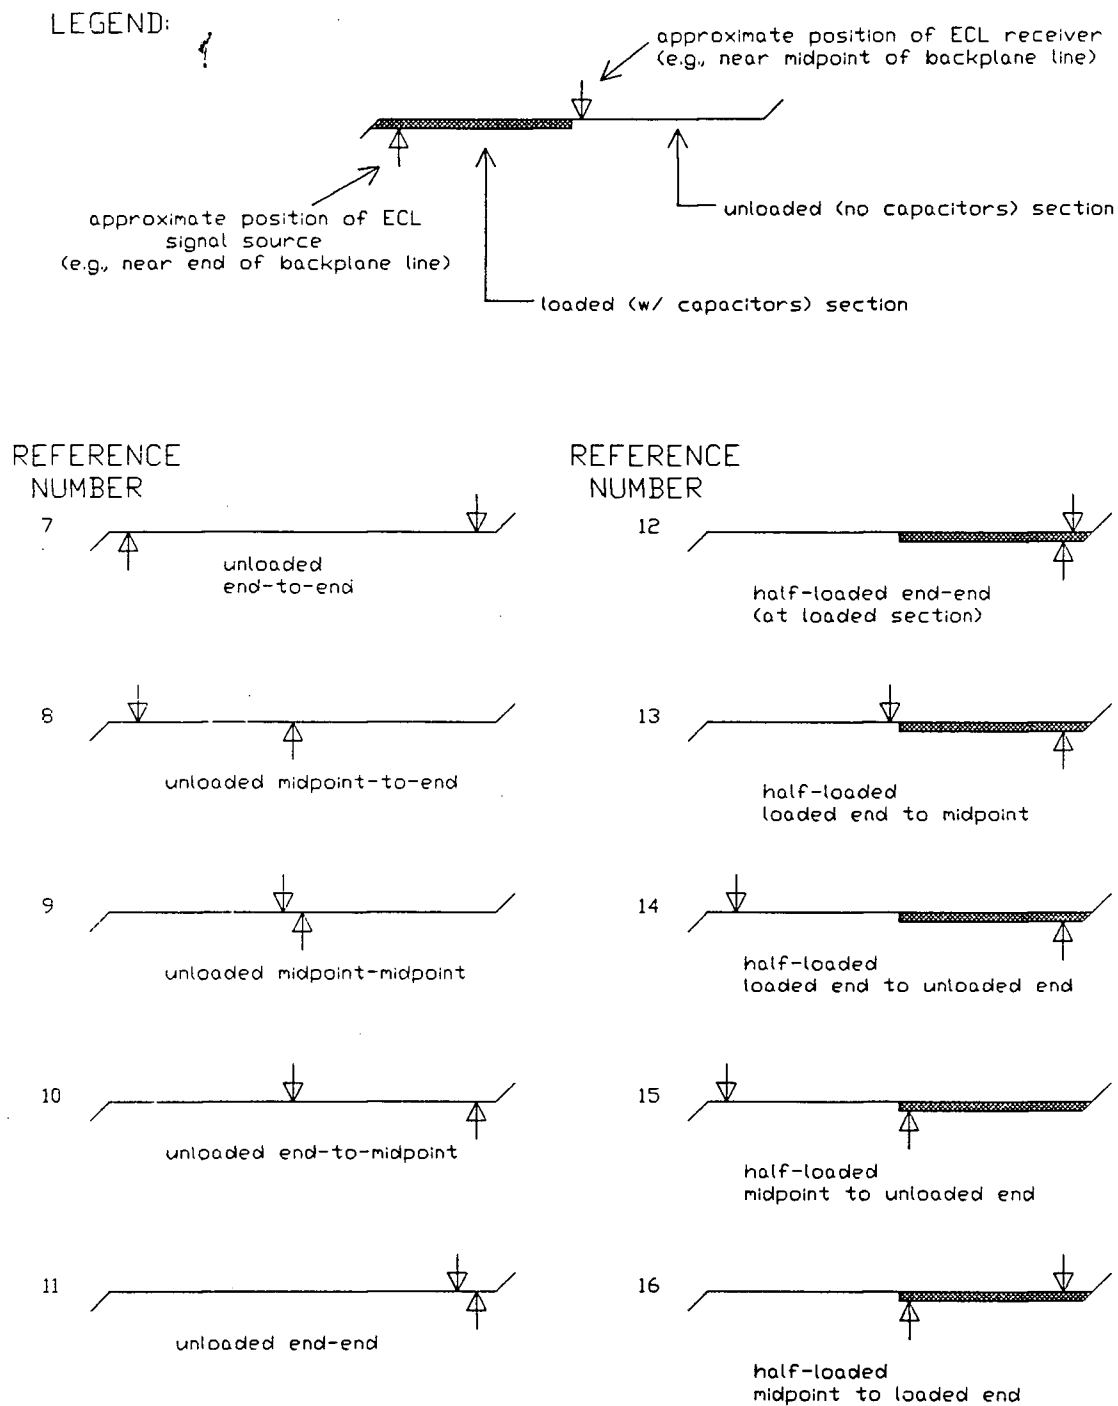 LEGEND:
approximate position of ECL receiver
(e.g., near midpoint of backplane line)
approximate position of ECL
signal source
(e.g., near end of backplane line)
unloaded (no capacitors) section
loaded (w/ capacitors) section
REFERENCE
NUMBER
7
unloaded
end-to-end
8
unloaded midpoint-to-end
9
unloaded midpoint-midpoint
10
unloaded end-to-midpoint
11
unloaded end-end
REFERENCE
NUMBER
12
half-loaded end-end
(at loaded section)
13
half-loaded
loaded end to midpoint
14
half-loaded
loaded end to unloaded end
15
half-loaded
midpoint to unloaded end
16
half-loaded
midpoint to loaded end